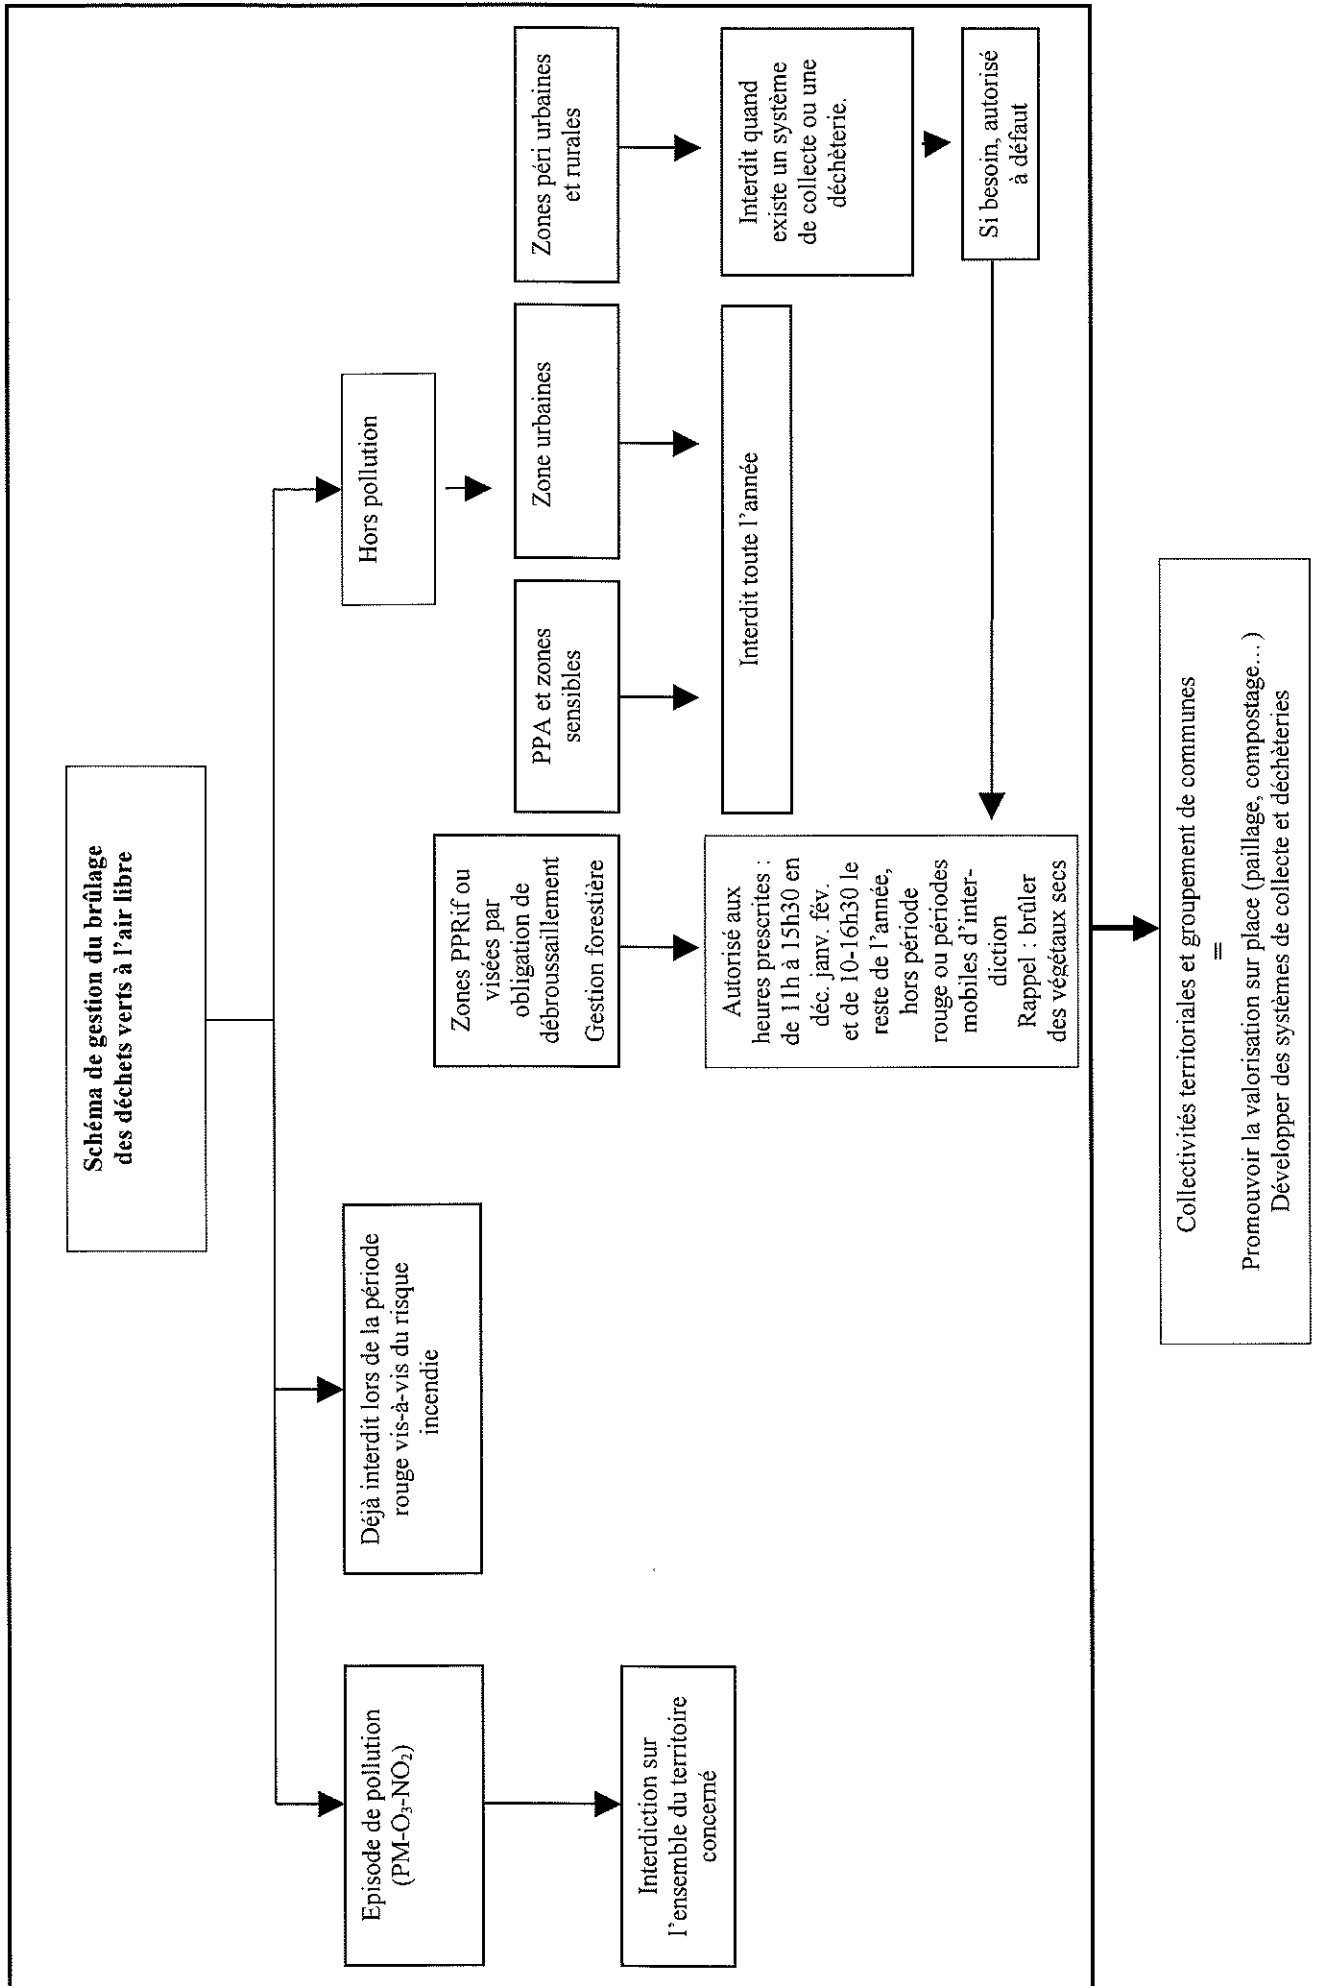 Schéma de gestion du brûlage
des déchets verts à l'air libre
Episode de pollution
(PM-O₃-NO₂)
Interdiction sur
l'ensemble du territoire
concerné
Déjà interdit lors de la période
rouge vis-à-vis du risque
incendie
Hors pollution
Zones PPRif ou
visées par
obligation de
débroussaillement
Gestion forestière
PPA et zones
sensibles
Zone urbaines
Zones péri urbaines
et rurales
Autorisé aux
heures prescrites :
de 11h à 15h30 en
déc. janv. fév.
et de 10-16h30 le
reste de l'année,
hors période
rouge ou périodes
mobiles d'inter-
diction
Rappel : brûler
des végétaux secs
Interdit toute l'année
Interdit quand
existe un système
de collecte ou une
déchèterie.
Si besoin, autorisé
à défaut
Collectivités territoriales et groupement de communes
=
Promouvoir la valorisation sur place (paillage, compostage…)
Développer des systèmes de collecte et déchèteries